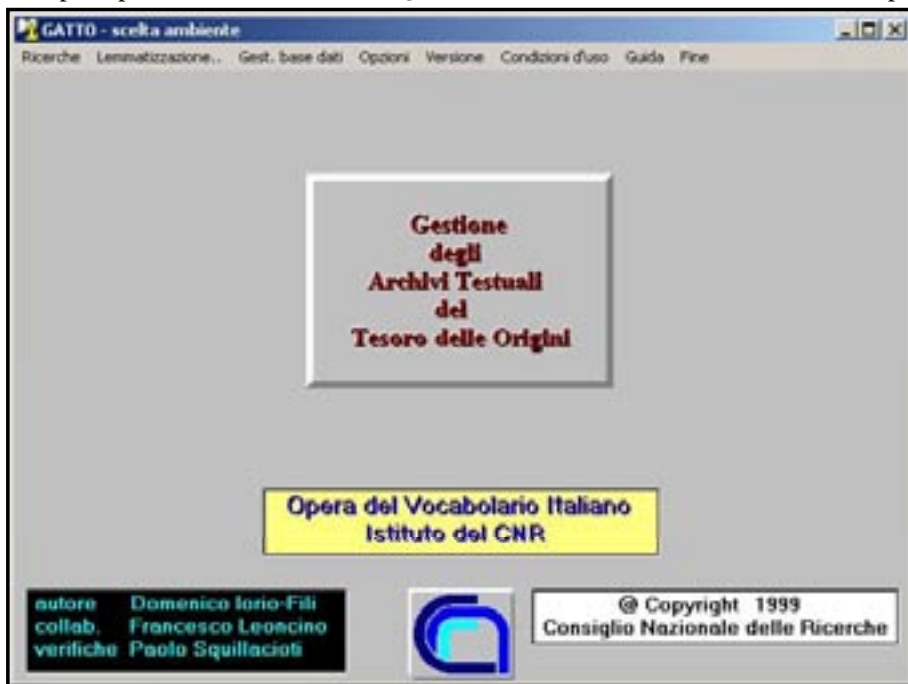 GATTO - scelta ambiente
Ricerche Lemmatizzazione.. Gest. base dati Opzioni Versione Condizioni d'uso Guida Fine
Gestione
degli
Archivi Testuali
del
Tesoro delle Origini
Opera del Vocabolario Italiano
Istituto del CNR
autore Domenico Iorio-Fili
collab. Francesco Leoncino
verifiche Paolo Squillacioti
@ Copyright 1999
Consiglio Nazionale delle Ricerche